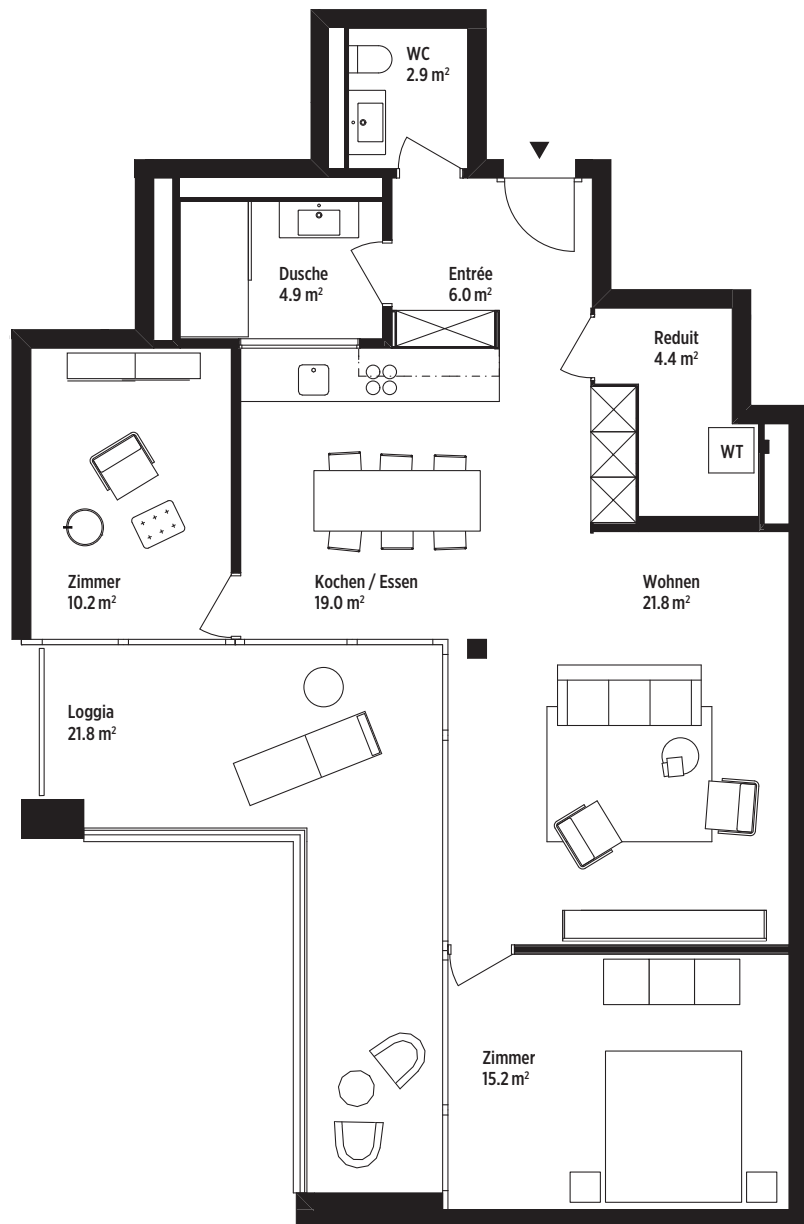 WC
2.9 m²
Dusche
4.9 m²
Entrée
6.0 m²
Reduit
4.4 m²
WT
Zimmer
10.2 m²
Kochen / Essen
19.0 m²
Wohnen
21.8 m²
Loggia
21.8 m²
Zimmer
15.2 m²